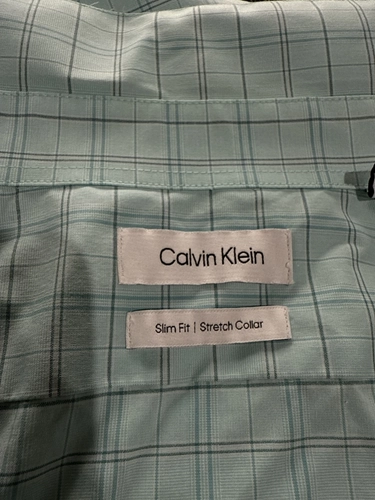 Calvin Klein
Slim Fit | Stretch Collar